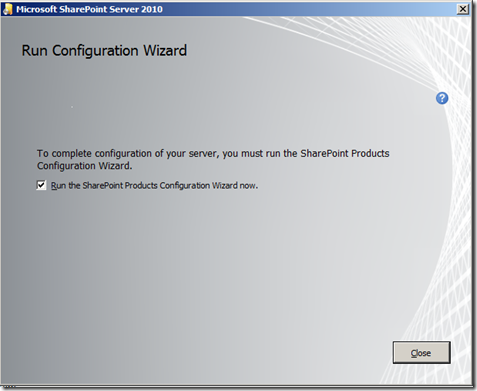 Microsoft SharePoint Server 2010
Run Configuration Wizard
?
To complete configuration of your server, you must run the SharePoint Products
Configuration Wizard.
Run the SharePoint Products Configuration Wizard now.
Close